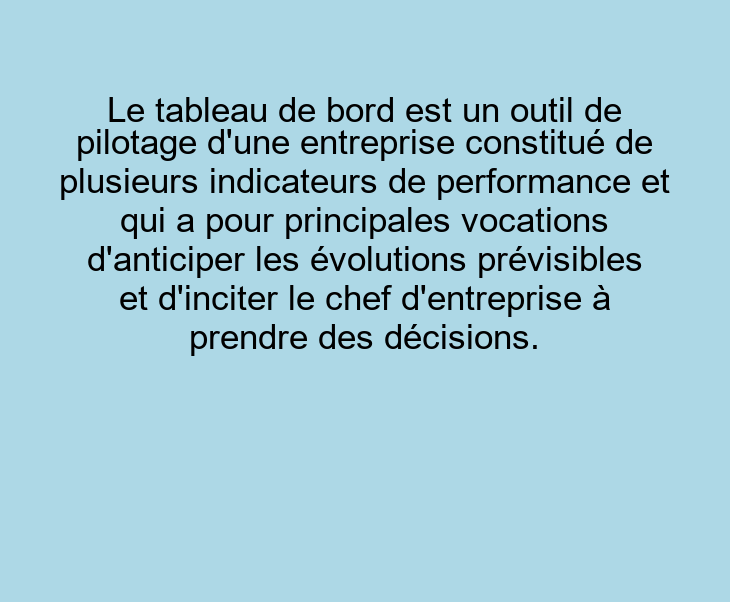 Le tableau de bord est un outil de
pilotage d'une entreprise constitué de
plusieurs indicateurs de performance et
qui a pour principales vocations
d'anticiper les évolutions prévisibles
et d'inciter le chef d'entreprise à
prendre des décisions.